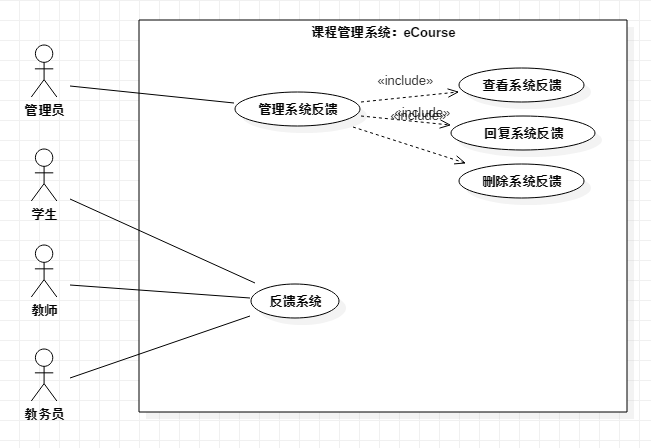 课程管理系统：eCourse
管理员
管理系统反馈
«include»
查看系统反馈
«include»
«include»
回复系统反馈
删除系统反馈
学生
教师
反馈系统
教务员